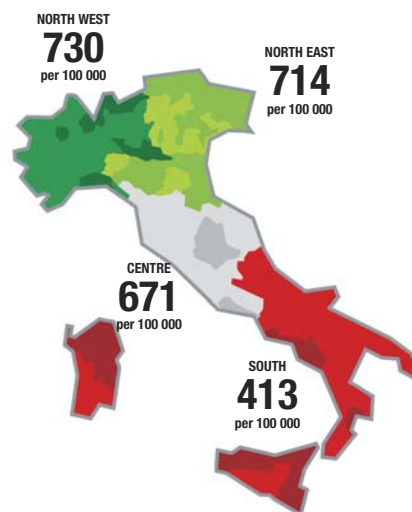 NORTH WEST
730
per 100 000
NORTH EAST
714
per 100 000
CENTRE
671
per 100 000
SOUTH
413
per 100 000